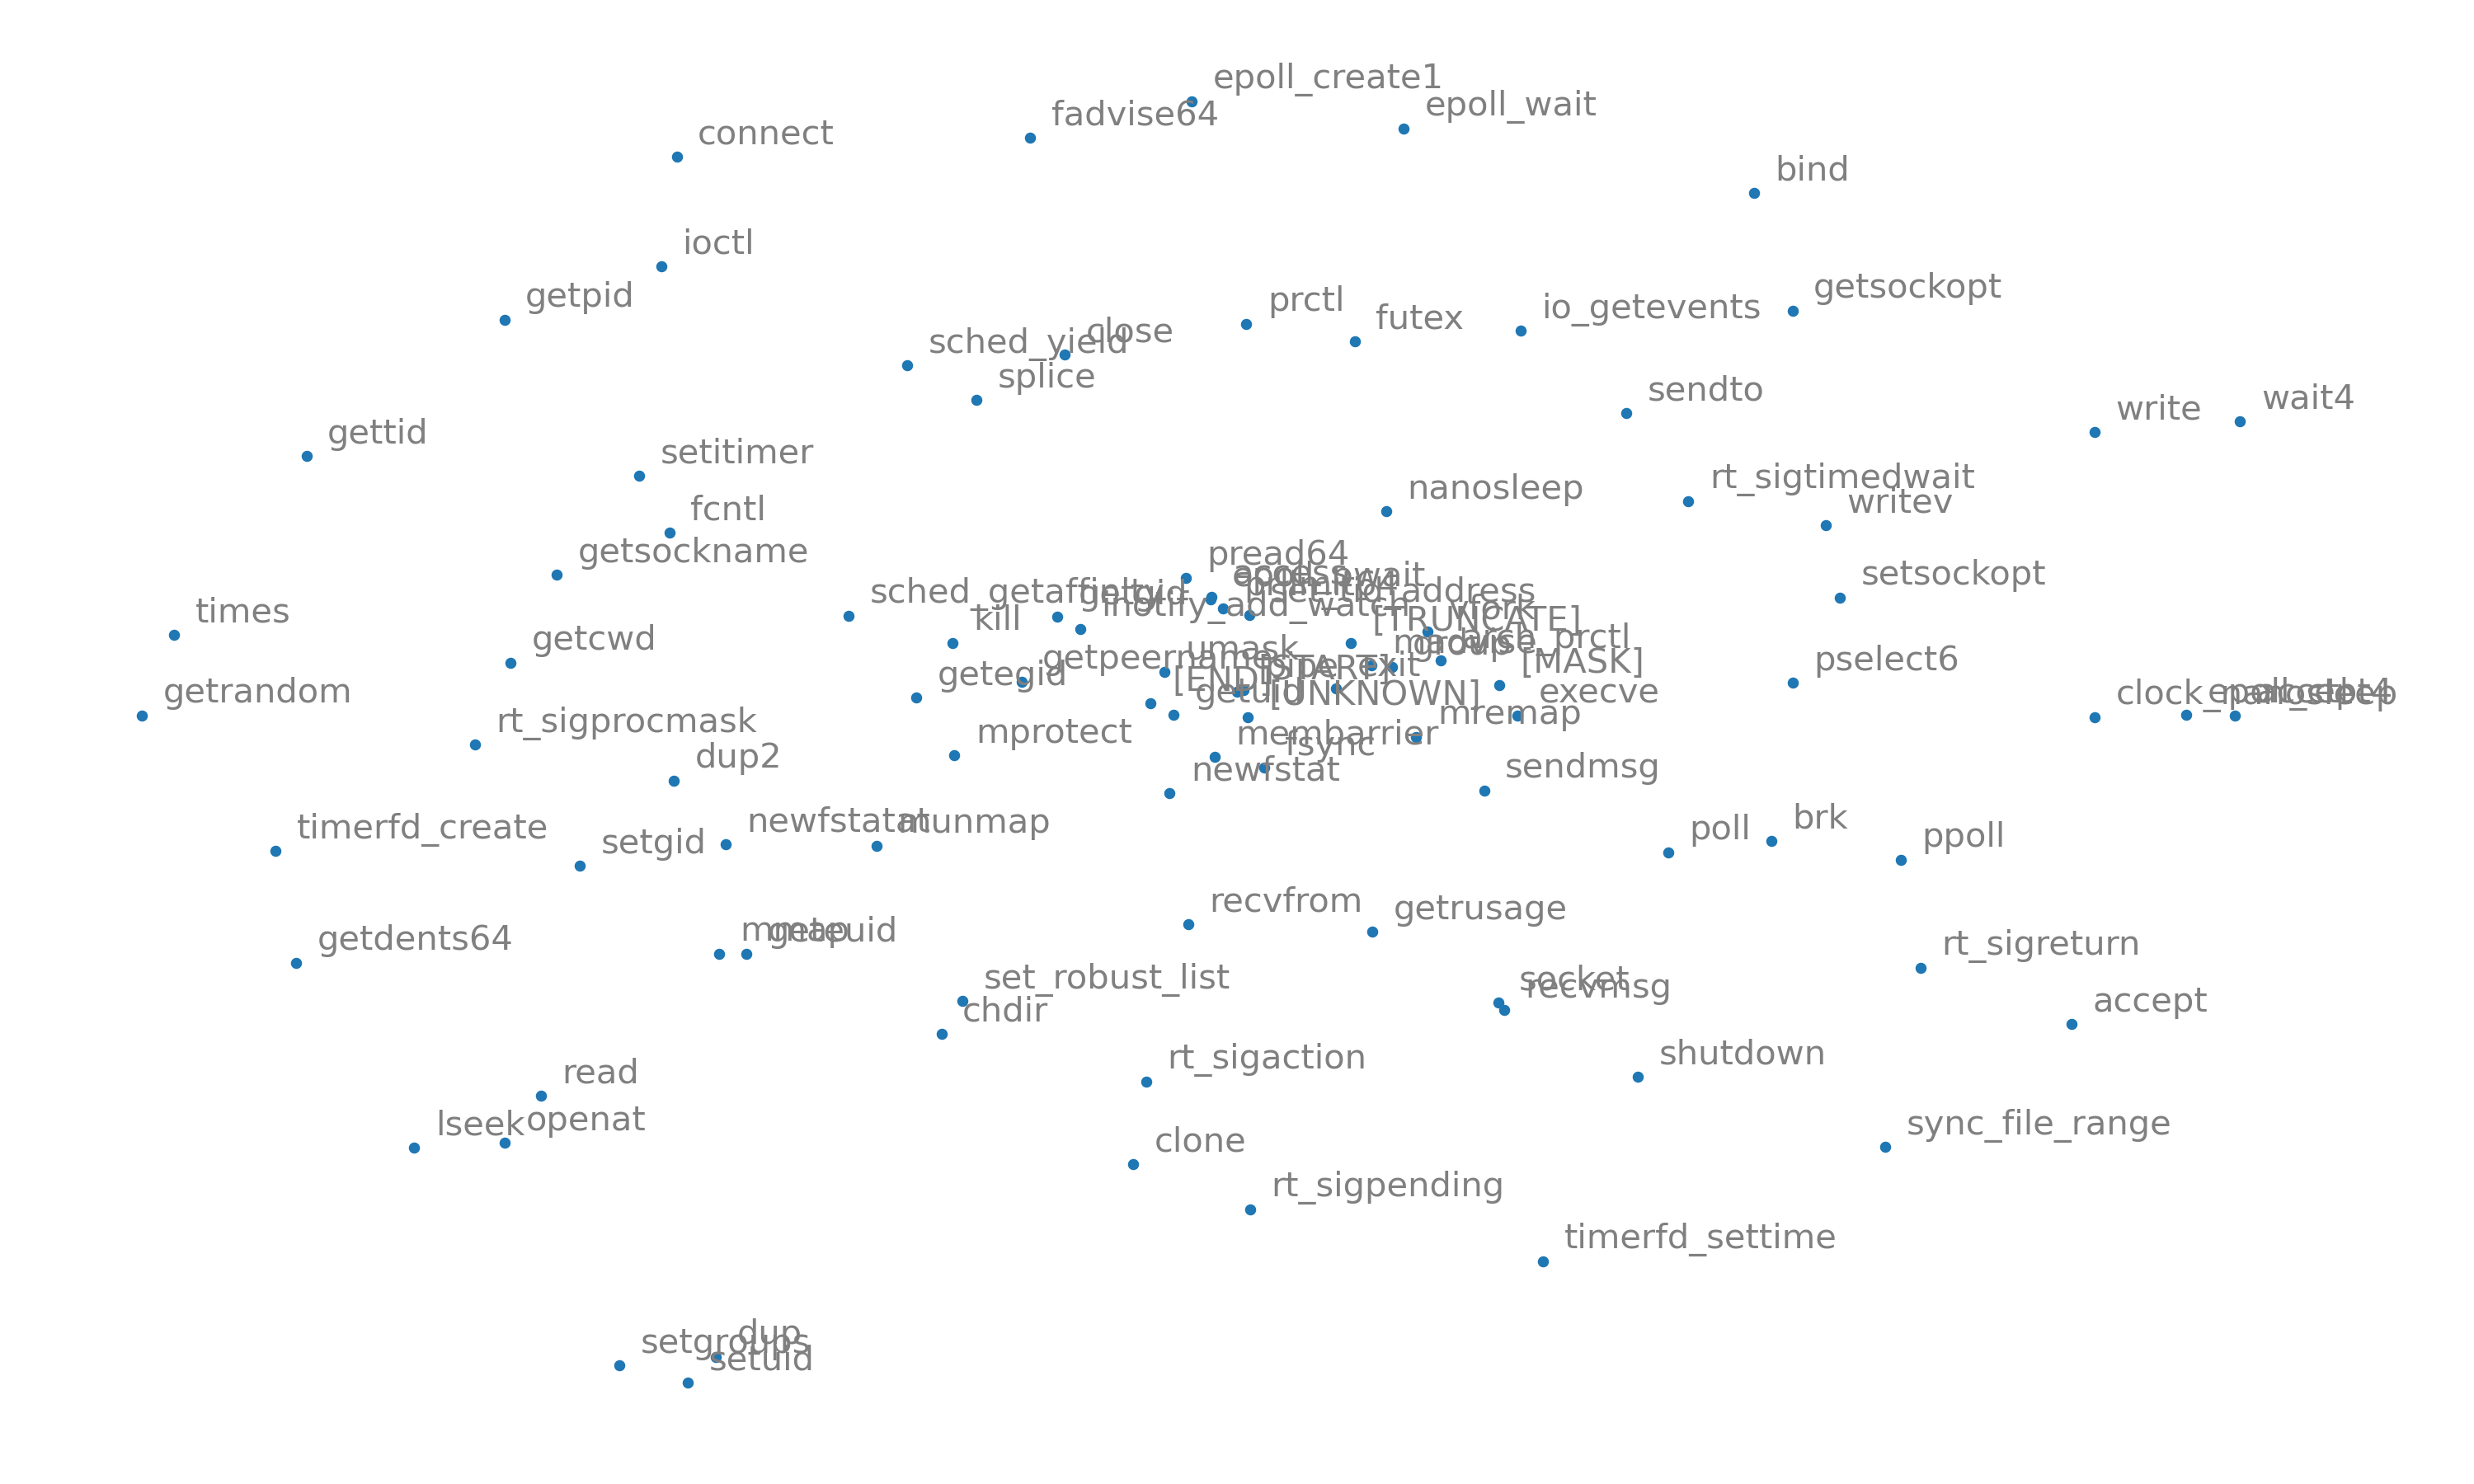 epoll_create1
epoll_wait
fadvise64
connect
bind
ioctl
getpid
getsockopt
prctl
io_getevents
futex
close
sched_yield
splice
sendto
wait4
write
gettid
setitimer
nanosleep
rt_sigtimedwait
writev
fcntl
getsockname
pread64
setsockopt
sched_getaffinity
inotify_add_watch
vfork
[TRUNCATE]
times
kill
getcwd
umask
madvise
arch_prctl
getpeername
pipe
exit
[MASK]
pselect6
getegid
[END]
[START]
getuid
[UNKNOWN]
execve
getrandom
clock_nanosleep
epoll_ctl
accept4
rt_sigprocmask
mprotect
mremap
membarrier
fsync
dup2
newfstat
sendmsg
timerfd_create
setgid
newfstatat
munmap
poll
brk
ppoll
recvfrom
getrusage
mmap
geteuid
getdents64
rt_sigreturn
set_robust_list
socket
recvmsg
chdir
accept
rt_sigaction
shutdown
read
lseek
openat
sync_file_range
clone
rt_sigpending
timerfd_settime
dup
setgroups
setuid